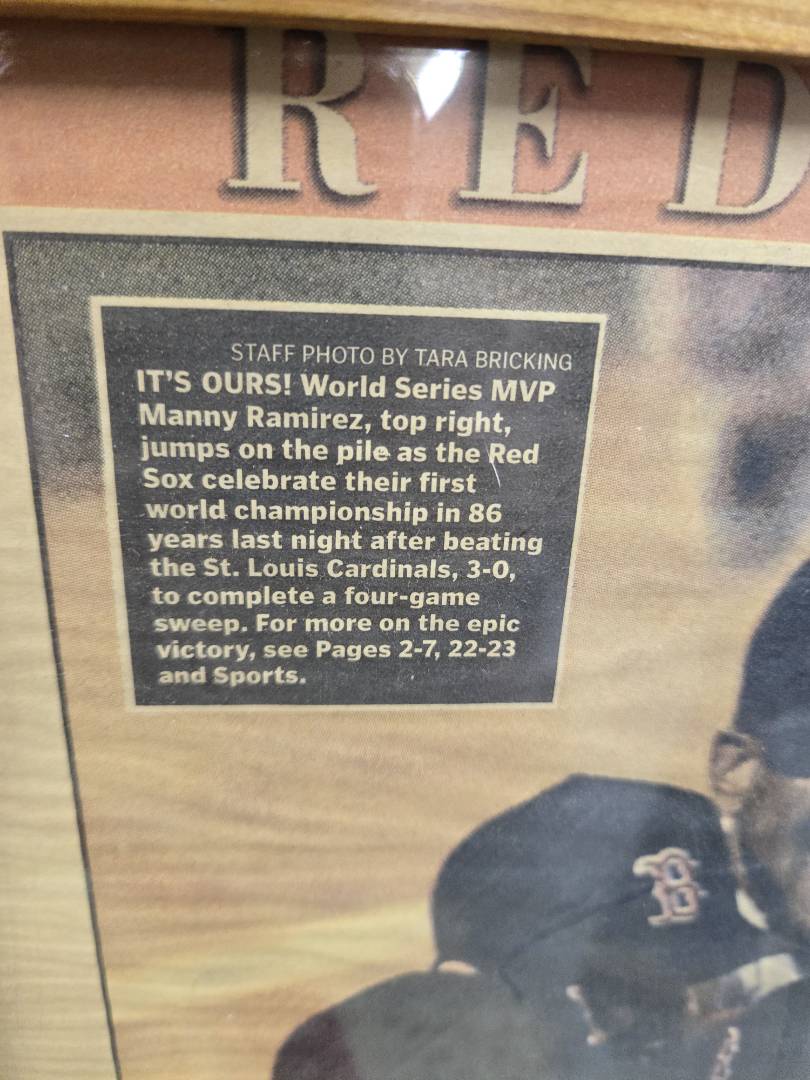 RED
STAFF PHOTO BY TARA BRICKING
IT'S OURS! World Series MVP
Manny Ramirez, top right,
jumps on the pile as the Red
Sox celebrate their first
world championship in 86
years last night after beating
the St. Louis Cardinals, 3-0,
to complete a four-game
sweep. For more on the epic
victory, see Pages 2-7, 22-23
and Sports.
B